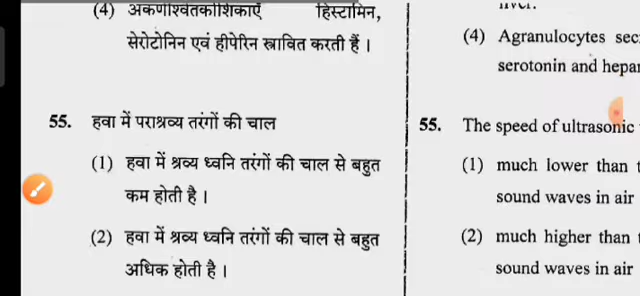 (4) अकणीश्वेतकोशिकाएँ हिस्टामिन,
सेरोटोनिन एवं हीपेरिन स्रावित करती हैं।
55. हवा में पराश्रव्य तरंगों की चाल
(1) हवा में श्रव्य ध्वनि तरंगों की चाल से बहुत
कम होती है।
(2) हवा में श्रव्य ध्वनि तरंगों की चाल से बहुत
अधिक होती है।
(4) Agranulocytes sec
serotonin and hepa
55. The speed of ultrasonic
(1) much lower than
sound waves in air
(2) much higher than
sound waves in air